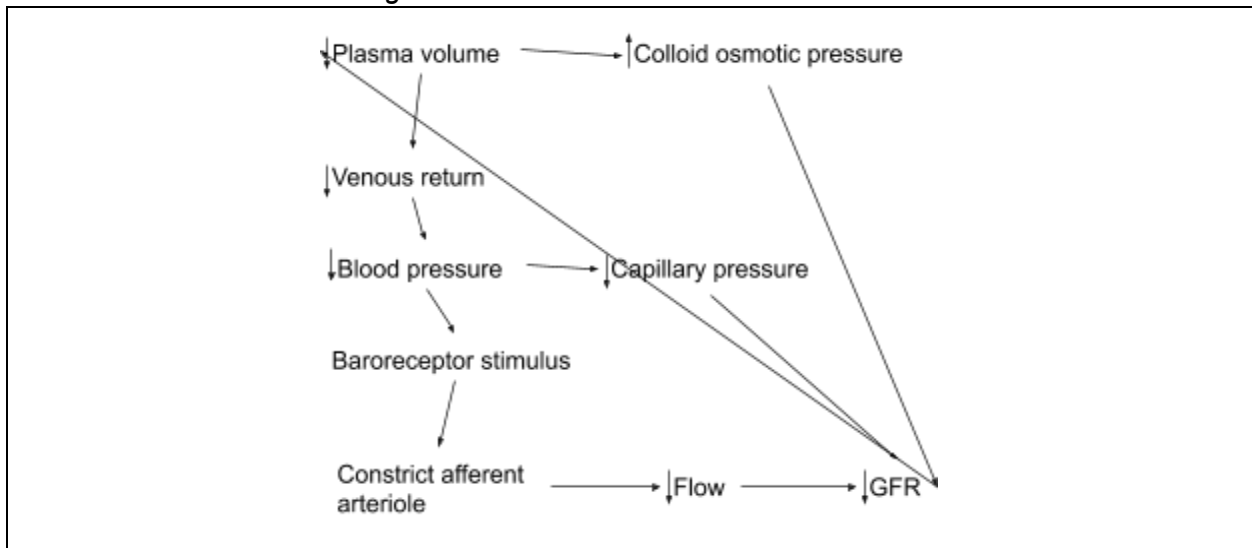 Plasma volume
Colloid osmotic pressure
Venous return
Blood pressure
Capillary pressure
Baroreceptor stimulus
Constrict afferent
arteriole
Flow
GFR